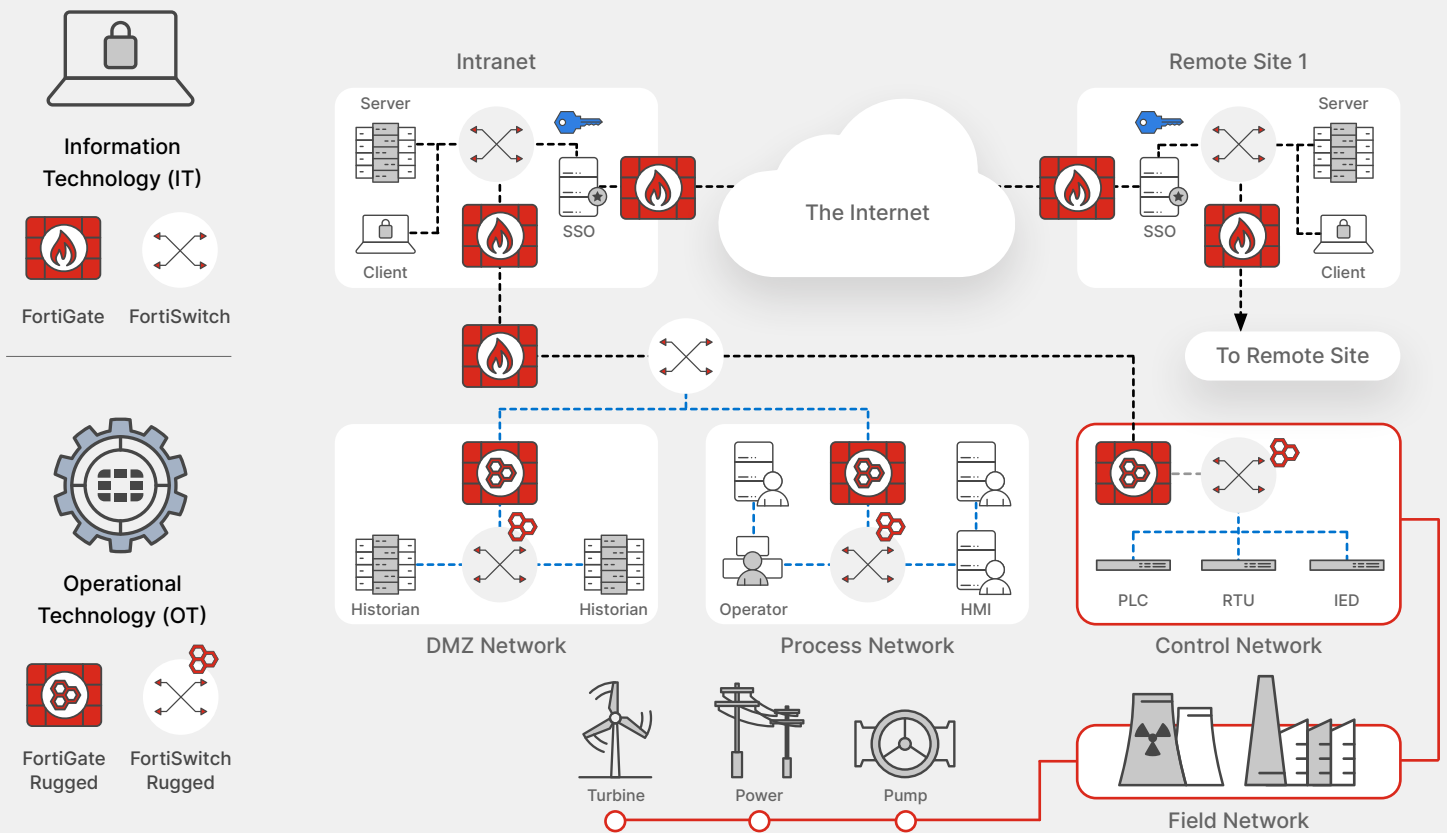 Information
Technology (IT)
FortiGate
FortiSwitch
Operational
Technology (OT)
FortiGate
Rugged
FortiSwitch
Rugged
Intranet
Server
SSO
Client
The Internet
Remote Site 1
Server
SSO
Client
To Remote Site
Historian
Historian
DMZ Network
Operator
HMI
Process Network
PLC
RTU
IED
Control Network
Turbine
Power
Pump
Field Network